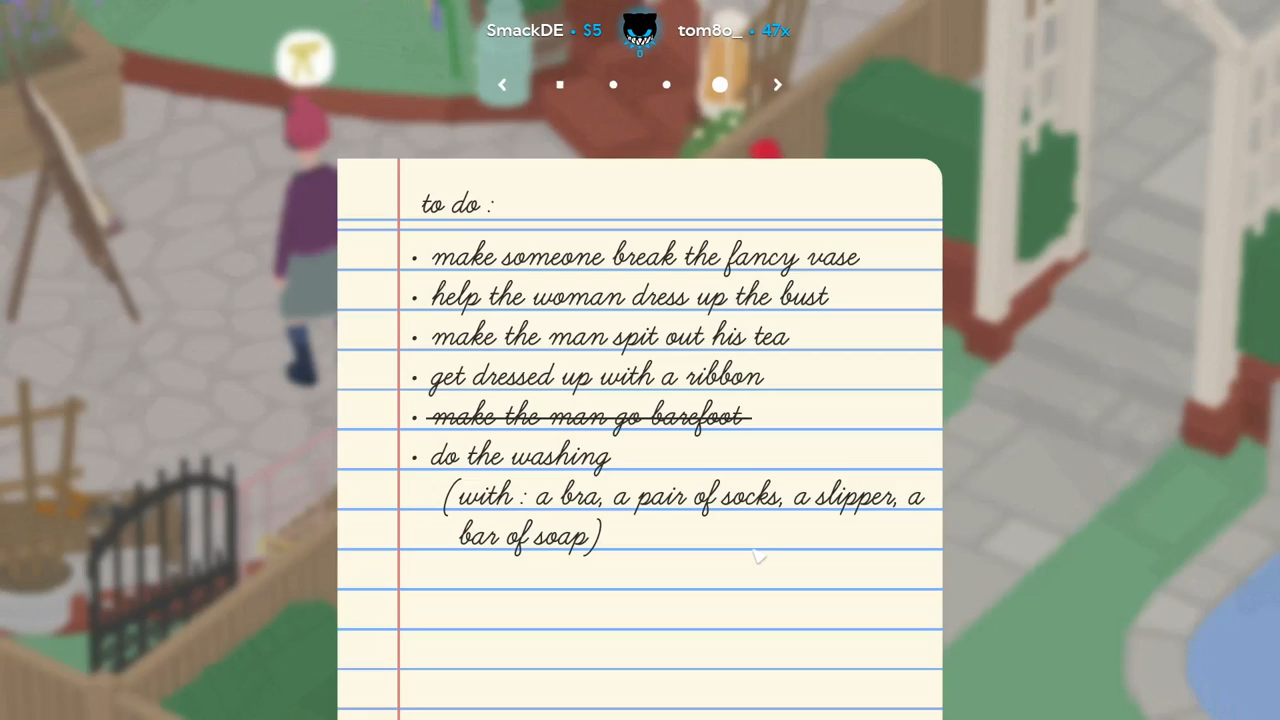 SmackDE • $5 tom8o_ • 47x
0
to do :
• make someone break the fancy vase
• help the woman dress up the bust
• make the man spit out his tea
• get dressed up with a ribbon
• make the man go barefoot
• do the washing
(with : a bra, a pair of socks, a slipper, a
bar of soap)